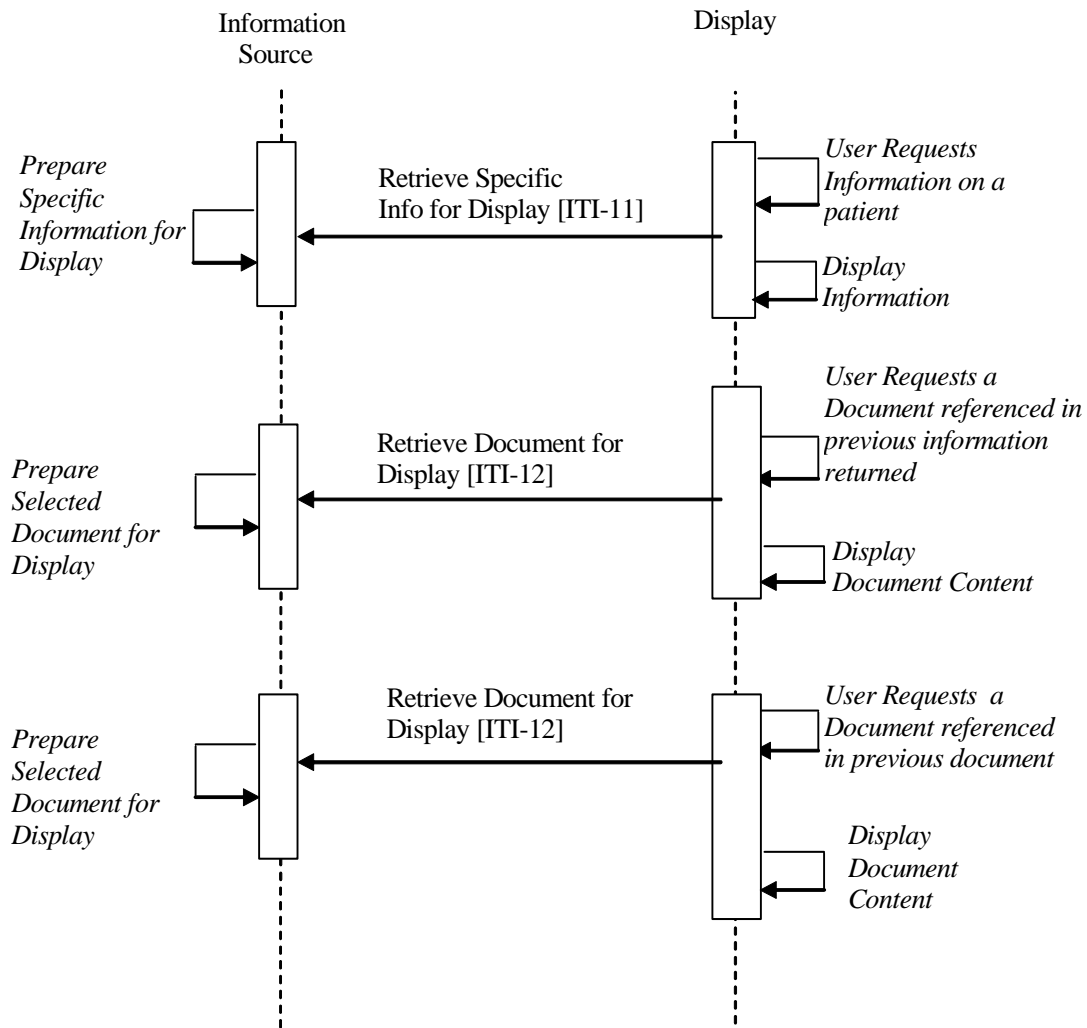 Information
Source
Display
Prepare
Specific
Information for
Display
Retrieve Specific
Info for Display [ITI-11]
User Requests
Information on a
patient
Display
Information
Prepare
Selected
Document for
Display
Retrieve Document for
Display [ITI-12]
User Requests a
Document referenced in
previous information
returned
Display
Document Content
Prepare
Selected
Document for
Display
Retrieve Document for
Display [ITI-12]
User Requests a
Document referenced
in previous document
Display
Document
Content